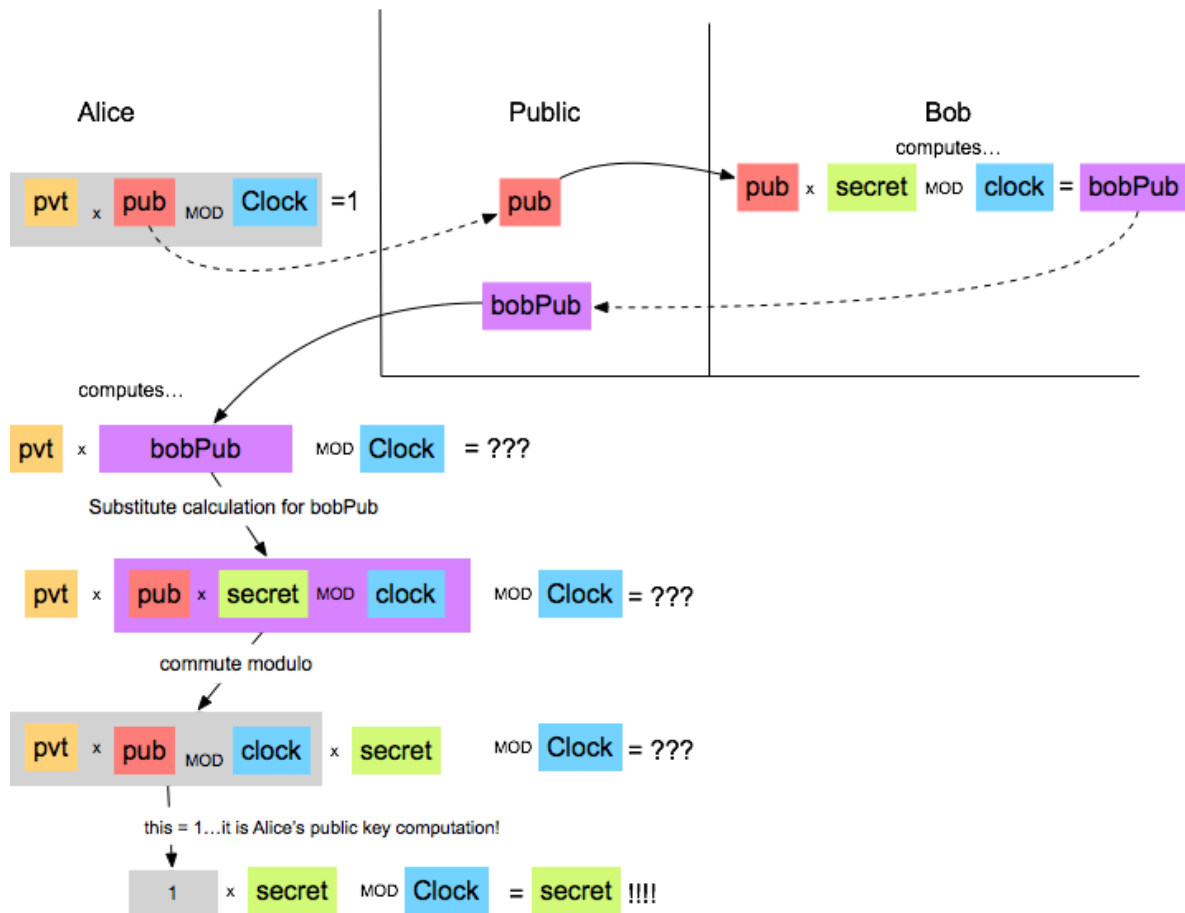 Alice Public Bob
computes...
pvt x pub MOD Clock =1 pub pub x secret MOD clock = bobPub
bobPub
computes...
pvt x bobPub MOD Clock = ???
Substitute calculation for bobPub
pvt x pub x secret MOD clock MOD Clock = ???
commute modulo
pvt x pub MOD clock x secret MOD Clock = ???
this = 1...it is Alice's public key computation!
1 x secret MOD Clock = secret !!!!